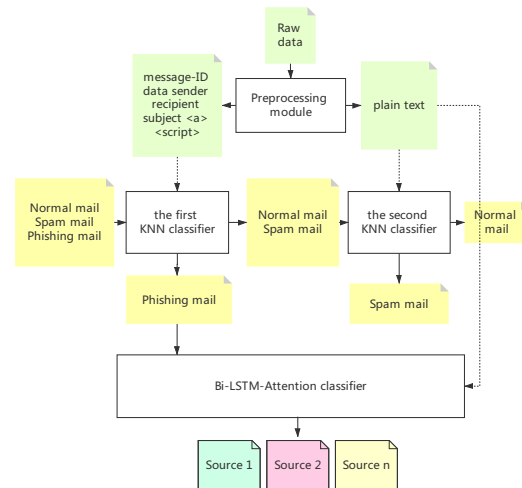 Raw
data
message-ID
data sender
recipient
subject <a>
<script>
Preprocessing
module
plain text
Normal mail
Spam mail
Phishing mail
the first
KNN classifier
Normal mail
Spam mail
the second
KNN classifier
Normal
mail
Phishing mail
Spam mail
Bi-LSTM-Attention classifier
Source 1
Source 2
Source n